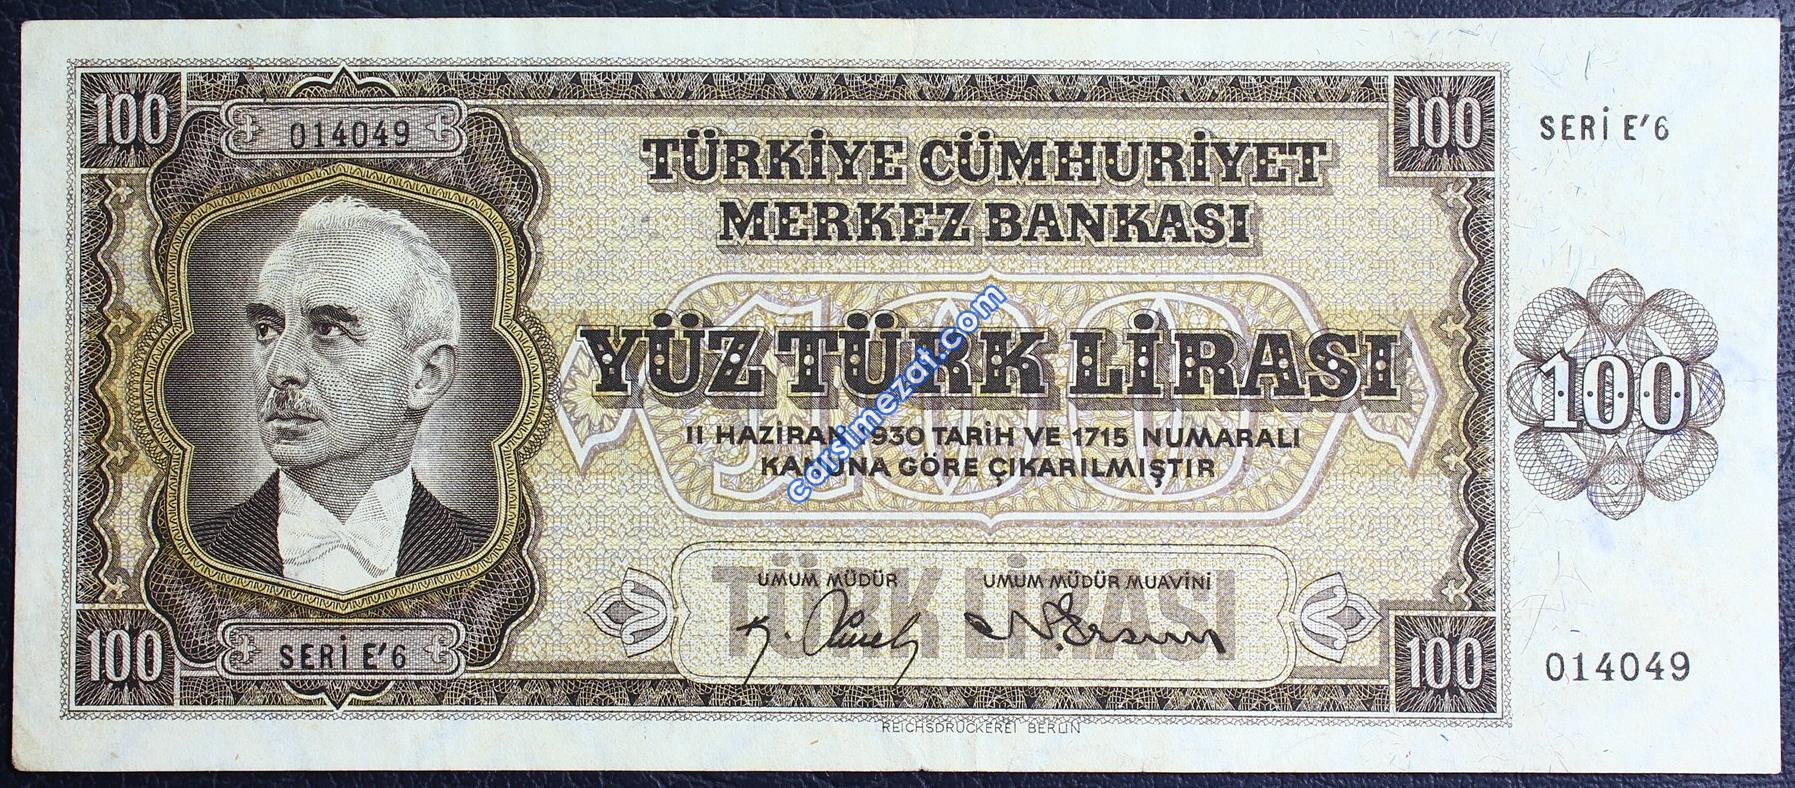 100
014049
100
SERİ E'6
TÜRKİYE CÜMHURİYET
MERKEZ BANKASI
100
YÜZ TÜRK LİRASI
100
II HAZİRAN 1930 TARİH VE 1715 NUMARALI
KANUNA GÖRE ÇIKARILMIŞTIR
carsimezat.com
TÜRK LİRASI
UMUM MÜDÜR UMUM MÜDÜR MUAVİNİ
100
SERİ E'6
100
014049
REICHSDRUCKEREI BERLIN